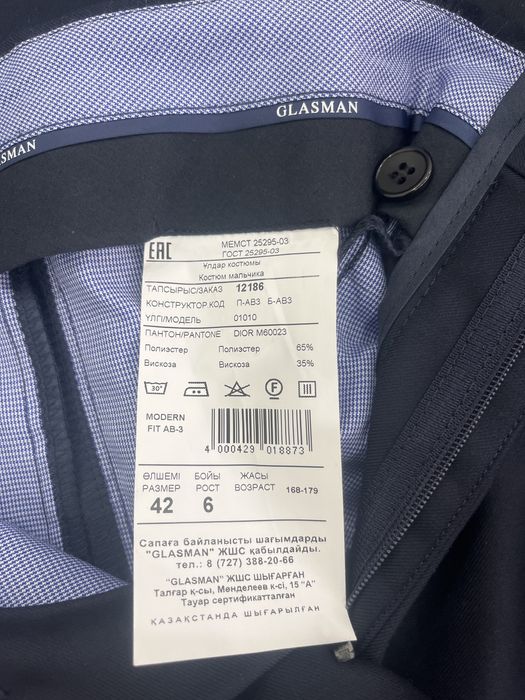 GLASMAN
SMAN
EAC
МЕМСТ 25295-03
ГОСТ 25295-03
Ұлдар костюмы
Костюм мальчика
ТАПСЫРЫС/ЗАКАЗ 12186
КОНСТРУКТОР.КОД П-АВ3 Б-АВ3
ҮЛГІ/МОДЕЛЬ 01010
ПАНТОН/PANTONE DIOR M60023
Полиэстер Полиэстер 65%
Вискоза Вискоза 35%
30°
F
MODERN
FIT AB-3
4 000429 018873
ӨЛШЕМІ БОЙЫ ЖАСЫ
РАЗМЕР РОСТ ВОЗРАСТ 168-179
42 6
Сапаға байланысты шағымдарды
"GLASMAN" ЖШС қабылдайды.
тел.: 8 (727) 388-20-66
"GLASMAN" ЖШС ШЫҒАРҒАН
Талғар қ-сы, Менделеев к-сі, 15 "А"
Тауар сертификатталған
ҚАЗАҚСТАНДА ШЫҒАРЫЛҒАН